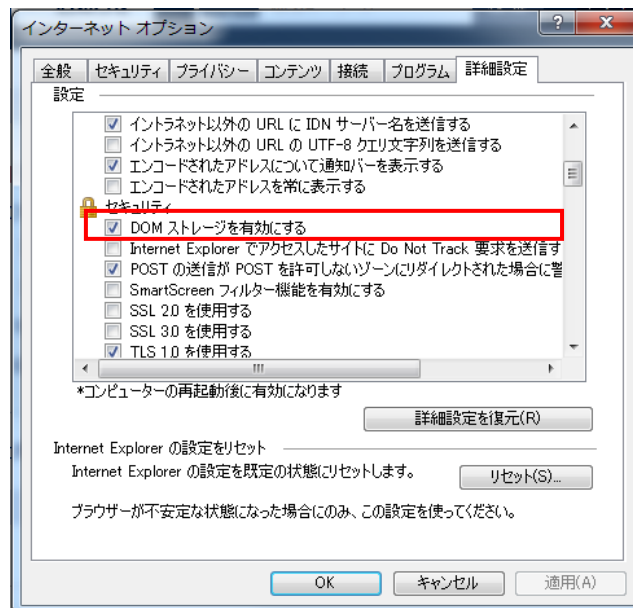 インターネット オプション
全般 セキュリティ プライバシー コンテンツ 接続 プログラム 詳細設定
設定
イントラネット以外の URL に IDN サーバー名を送信する
イントラネット以外の URL の UTF-8 クエリ文字列を送信する
エンコードされたアドレスについて通知バーを表示する
エンコードされたアドレスを常に表示する
セキュリティ
DOM ストレージを有効にする
Internet Explorer でアクセスしたサイトに Do Not Track 要求を送信す
POST の送信が POST を許可しないゾーンにリダイレクトされた場合に警
SmartScreen フィルター機能を有効にする
SSL 2.0 を使用する
SSL 3.0 を使用する
TLS 1.0 を使用する
*コンピューターの再起動後に有効になります
詳細設定を復元(R)
Internet Explorer の設定をリセット
Internet Explorer の設定を既定の状態にリセットします。
リセット(S)...
ブラウザーが不安定な状態になった場合にのみ、この設定を使ってください。
OK キャンセル 適用(A)